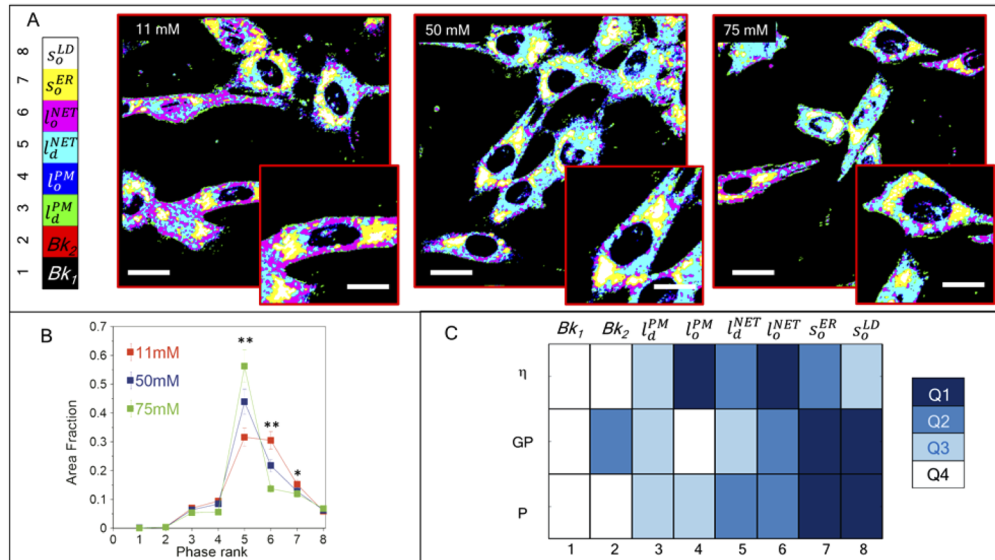 A
8
7
6
5
4
3
2
1
s_o^LD
s_o^ER
l_o^NET
l_d^NET
l_o^PM
l_d^PM
Bk_2
Bk_1
11 mM
50 mM
75 mM
B
0.7
0.6
0.5
0.4
0.3
0.2
0.1
0
Area Fraction
11mM
50mM
75mM
**
**
*
1 2 3 4 5 6 7 8
Phase rank
C
Bk_1 Bk_2 l_d^PM l_o^PM l_d^NET l_o^NET s_o^ER s_o^LD
η
GP
P
1 2 3 4 5 6 7 8
Q1
Q2
Q3
Q4